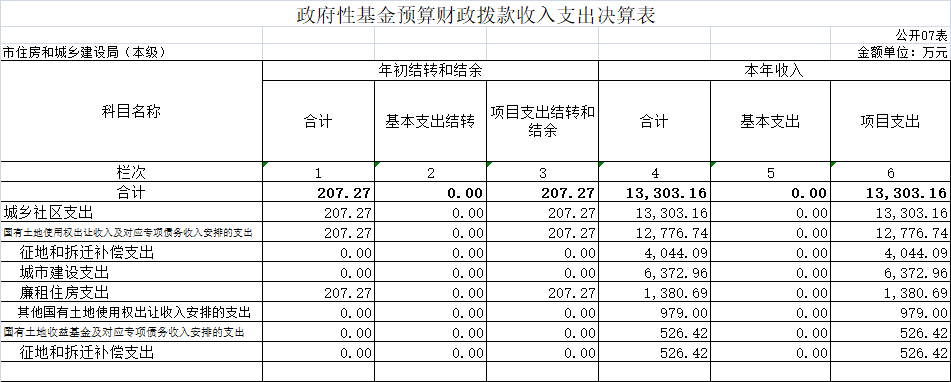 政府性基金预算财政拨款收入支出决算表
公开07表
市住房和城乡建设局（本级） 金额单位：万元
科目名称 年初结转和结余 本年收入
合计 基本支出结转 项目支出结转和结余 合计 基本支出 项目支出
栏次 1 2 3 4 5 6
合计 207.27 0.00 207.27 13,303.16 0.00 13,303.16
城乡社区支出 207.27 0.00 207.27 13,303.16 0.00 13,303.16
国有土地使用权出让收入及对应专项债务收入安排的支出 207.27 0.00 207.27 12,776.74 0.00 12,776.74
征地和拆迁补偿支出 0.00 0.00 0.00 4,044.09 0.00 4,044.09
城市建设支出 0.00 0.00 0.00 6,372.96 0.00 6,372.96
廉租住房支出 207.27 0.00 207.27 1,380.69 0.00 1,380.69
其他国有土地使用权出让收入安排的支出 0.00 0.00 0.00 979.00 0.00 979.00
国有土地收益基金及对应专项债务收入安排的支出 0.00 0.00 0.00 526.42 0.00 526.42
征地和拆迁补偿支出 0.00 0.00 0.00 526.42 0.00 526.42